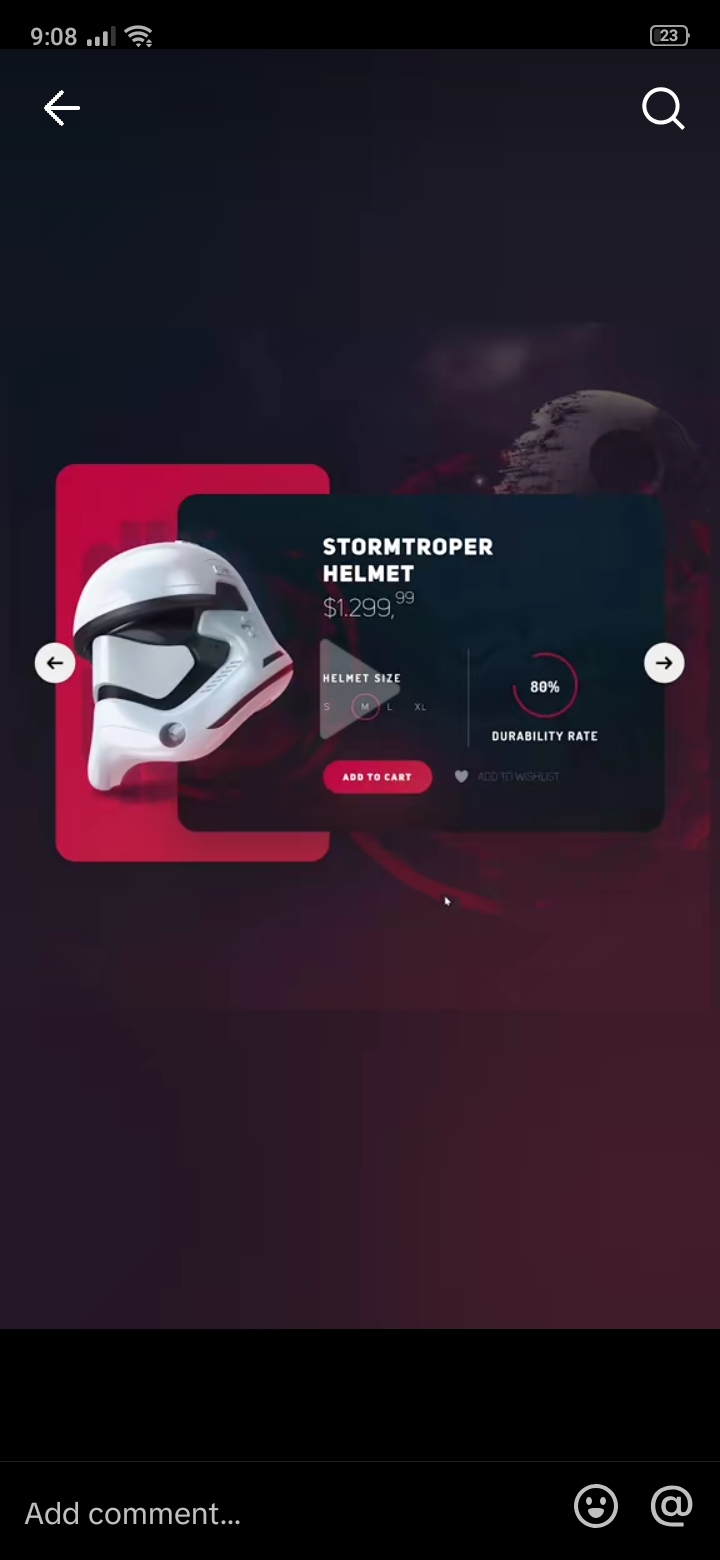 9:08
23
STORMTROPER
HELMET
$1.299,99
HELMET SIZE
S M L XL
80%
DURABILITY RATE
ADD TO CART
ADD TO WISHLIST
Add comment...